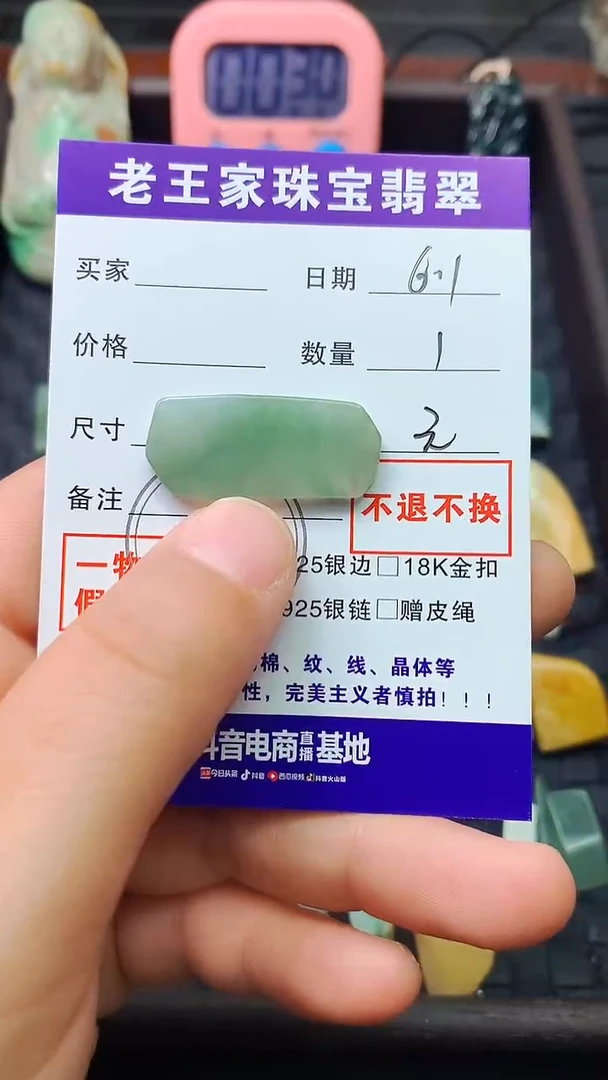 老王家珠宝翡翠
买家 日期 6.1
价格 数量 1
尺寸 元
备注
不退不换
一物
假
25银边□18K金扣
925银链□赠皮绳
棉、纹、线、晶体等
性，完美主义者慎拍！！！
抖音电商直播基地
今日头条 抖音 西瓜视频 抖音火山版